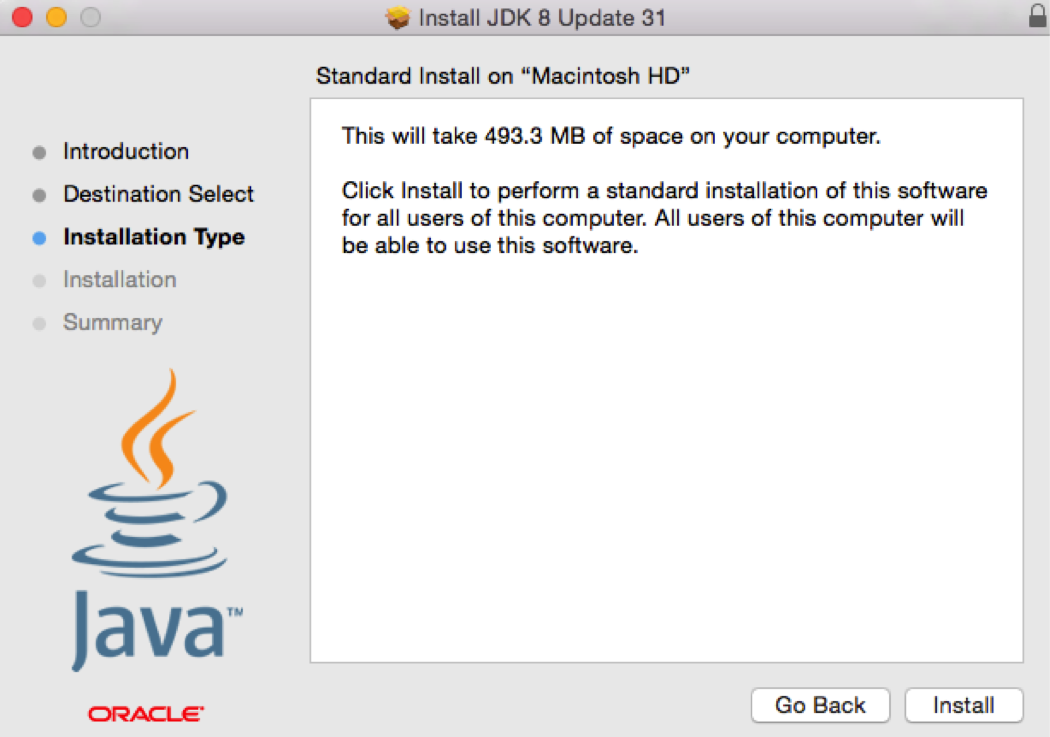 Install JDK 8 Update 31
Standard Install on “Macintosh HD”
Introduction
Destination Select
Installation Type
Installation
Summary
This will take 493.3 MB of space on your computer.
Click Install to perform a standard installation of this software
for all users of this computer. All users of this computer will
be able to use this software.
Java™
ORACLE®
Go Back
Install